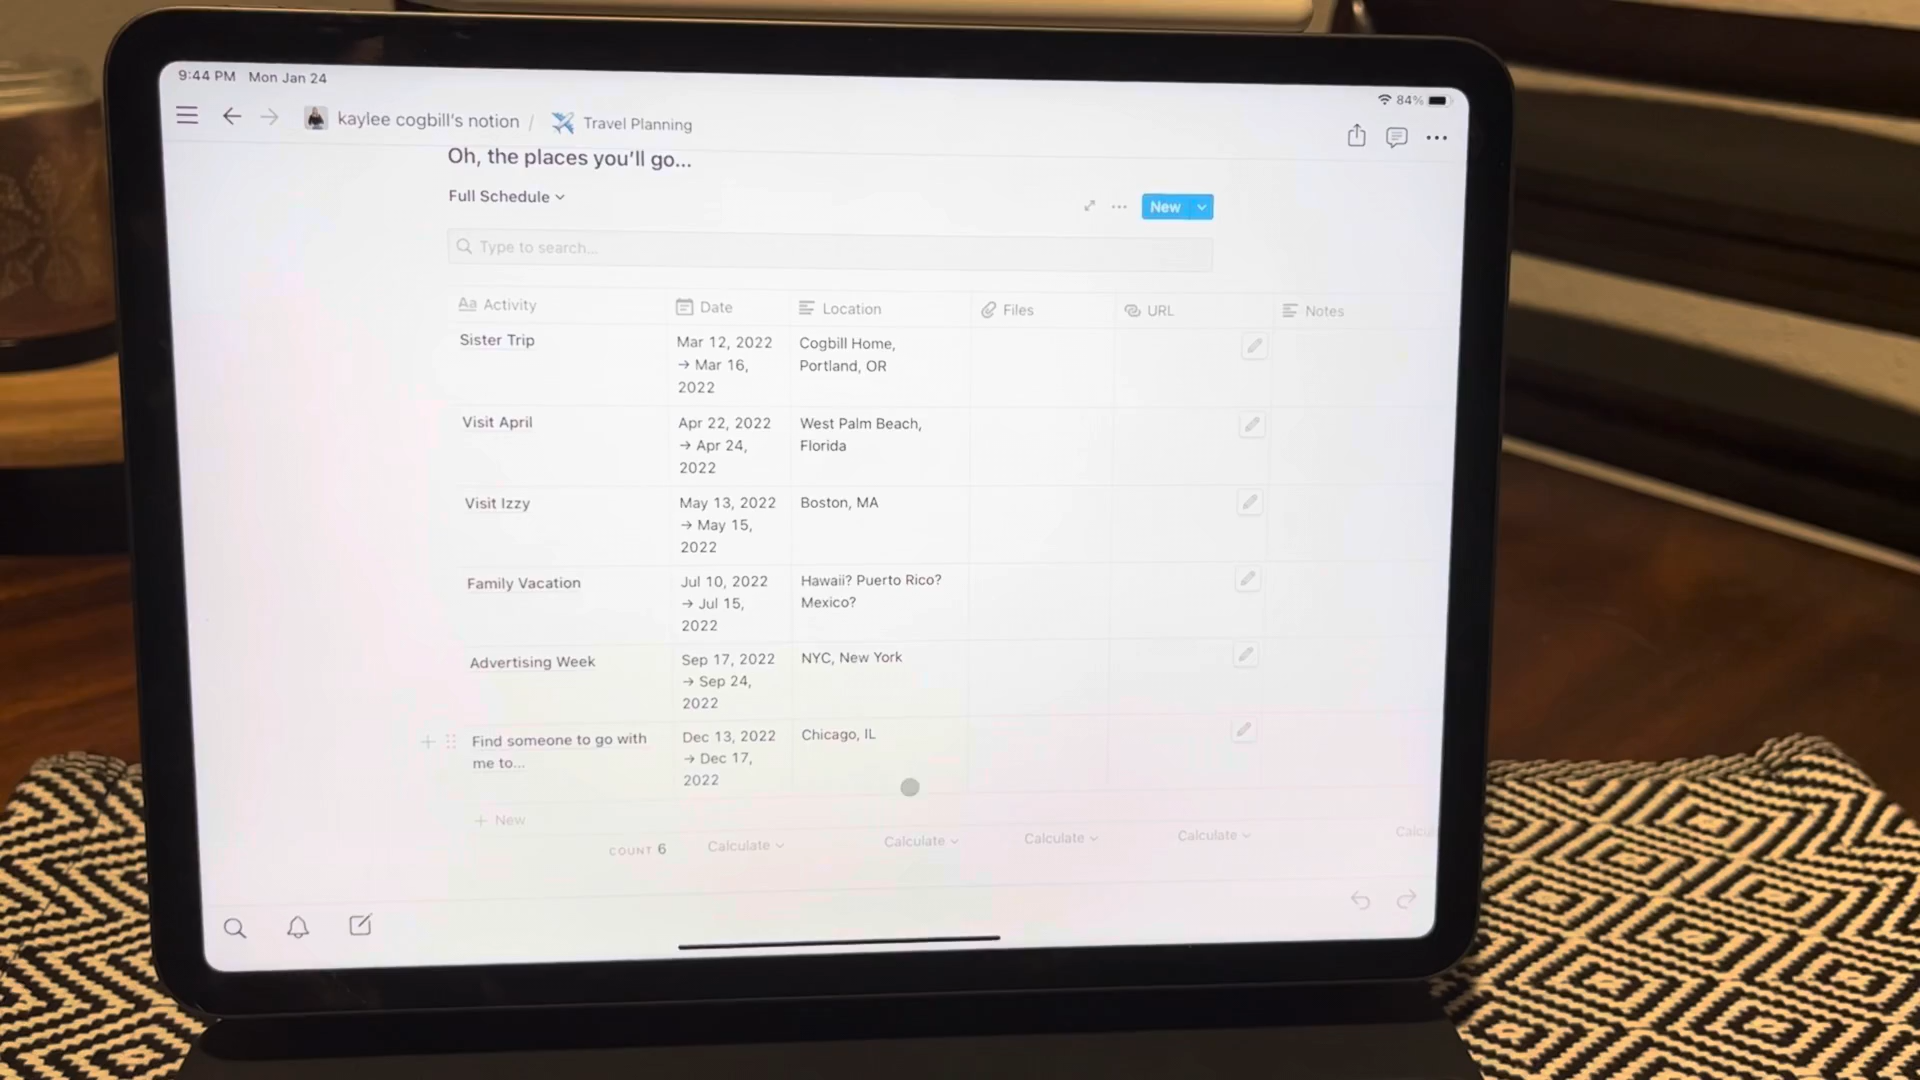 9:44 PM Mon Jan 24
84%
kaylee cogbill's notion / Travel Planning
Oh, the places you'll go...
Full Schedule
New
Type to search...
Aa Activity Date Location Files URL Notes
Sister Trip
Mar 12, 2022
→ Mar 16,
2022
Cogbill Home,
Portland, OR
Visit April
Apr 22, 2022
→ Apr 24,
2022
West Palm Beach,
Florida
Visit Izzy
May 13, 2022
→ May 15,
2022
Boston, MA
Family Vacation
Jul 10, 2022
→ Jul 15,
2022
Hawaii? Puerto Rico?
Mexico?
Advertising Week
Sep 17, 2022
→ Sep 24,
2022
NYC, New York
Find someone to go with
me to...
Dec 13, 2022
→ Dec 17,
2022
Chicago, IL
+ New
COUNT 6 Calculate Calculate Calculate Calculate Calcu